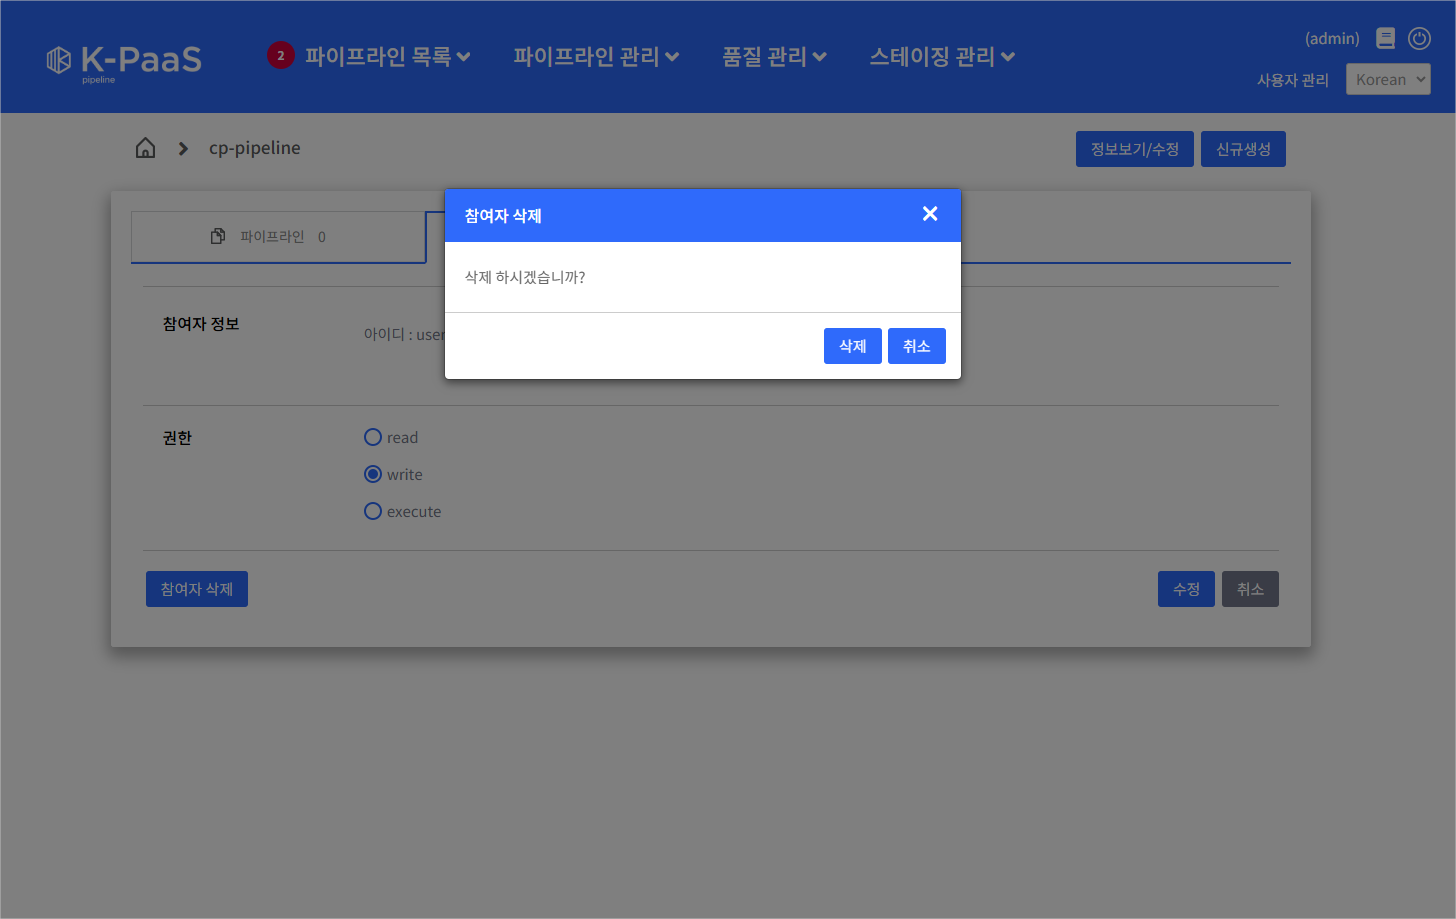 K-PaaS
pipeline
2 파이프라인 목록
파이프라인 관리
품질 관리
스테이징 관리
(admin)
사용자 관리
Korean
cp-pipeline
정보보기/수정
신규생성
파이프라인 0
참여자 삭제
삭제 하시겠습니까?
삭제
취소
참여자 정보
아이디 : user
권한
read
write
execute
참여자 삭제
수정
취소